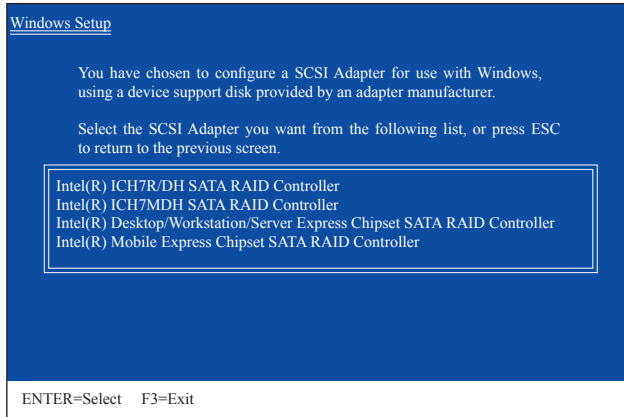 Windows Setup
You have chosen to configure a SCSI Adapter for use with Windows,
using a device support disk provided by an adapter manufacturer.
Select the SCSI Adapter you want from the following list, or press ESC
to return to the previous screen.
Intel(R) ICH7R/DH SATA RAID Controller
Intel(R) ICH7MDH SATA RAID Controller
Intel(R) Desktop/Workstation/Server Express Chipset SATA RAID Controller
Intel(R) Mobile Express Chipset SATA RAID Controller
ENTER=Select F3=Exit